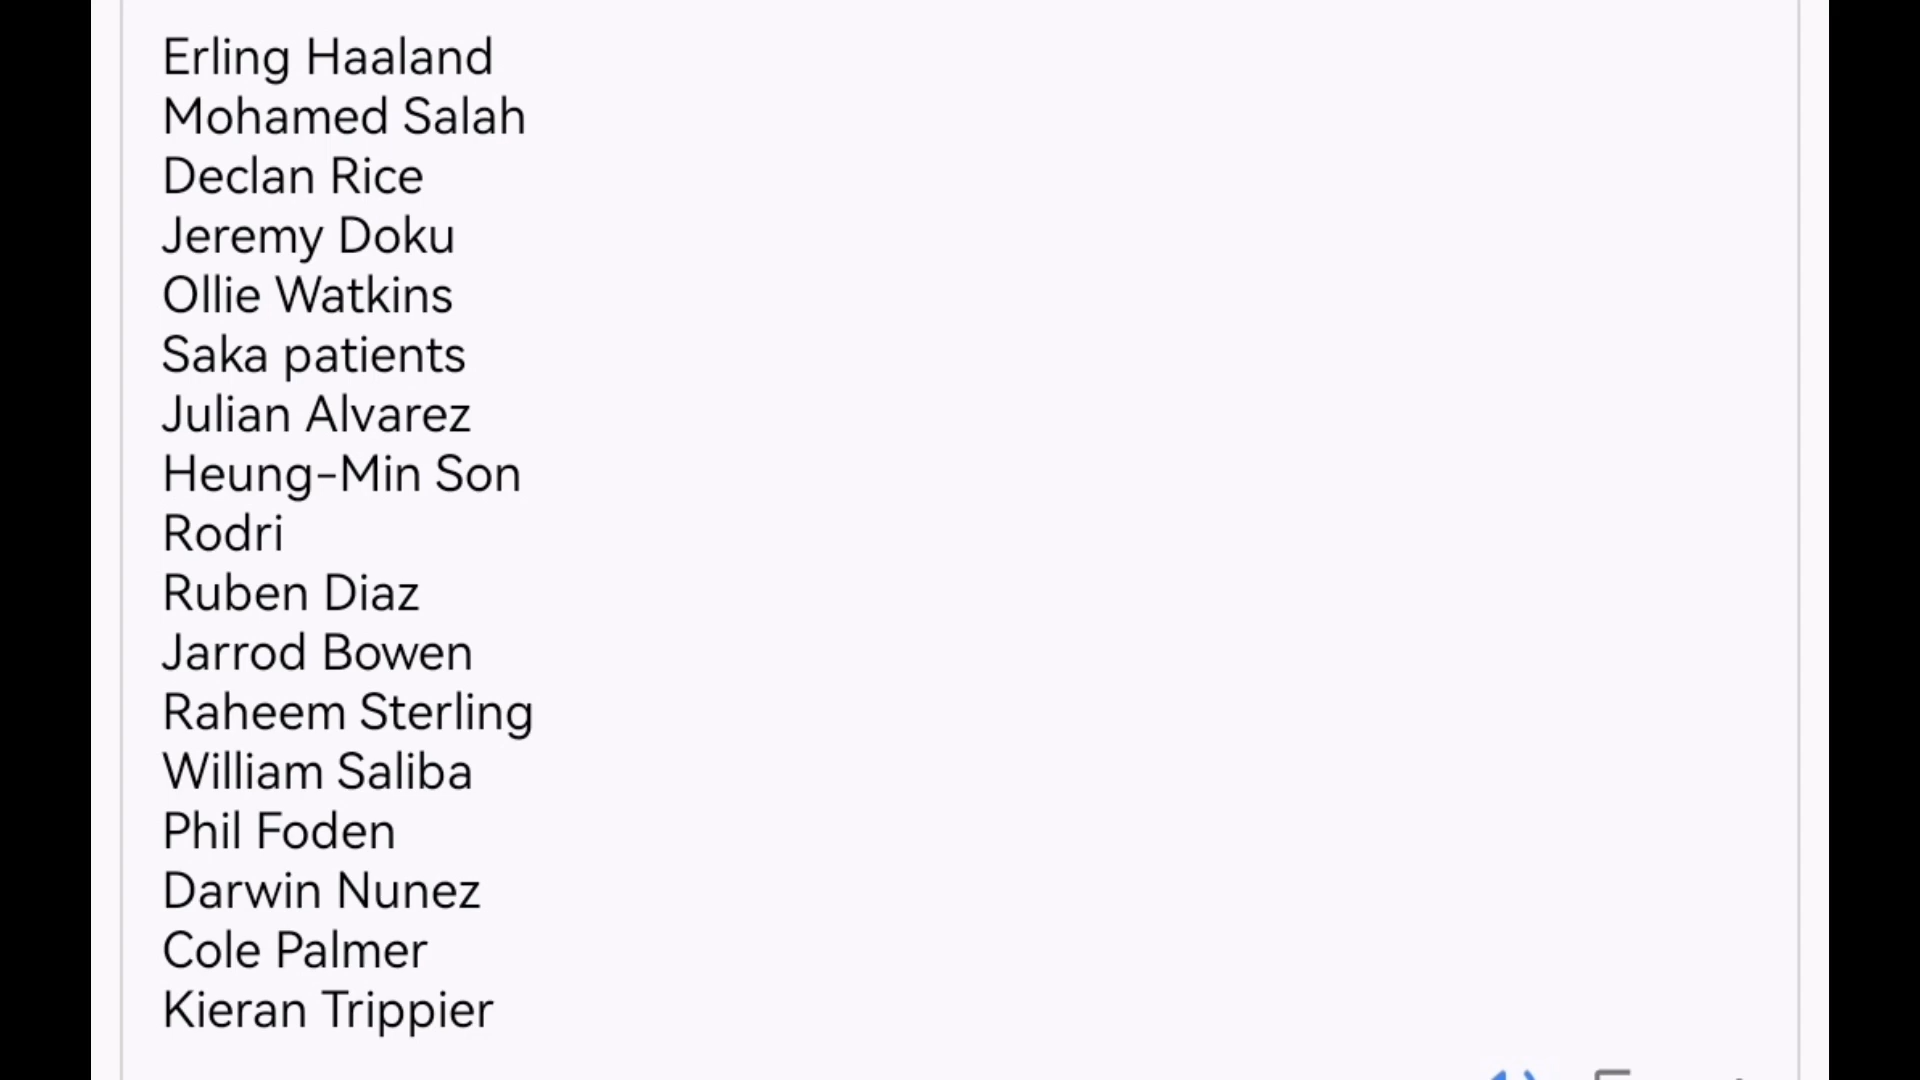 Erling Haaland
Mohamed Salah
Declan Rice
Jeremy Doku
Ollie Watkins
Saka patients
Julian Alvarez
Heung-Min Son
Rodri
Ruben Diaz
Jarrod Bowen
Raheem Sterling
William Saliba
Phil Foden
Darwin Nunez
Cole Palmer
Kieran Trippier